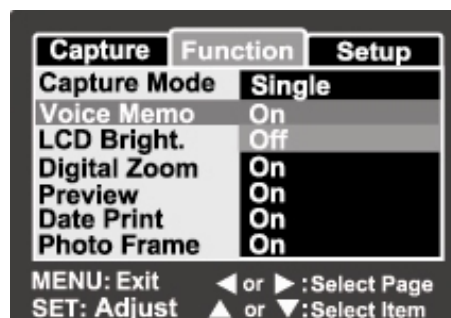 Capture Function Setup
Capture Mode Single
Voice Memo On
LCD Bright. Off
Digital Zoom On
Preview On
Date Print On
Photo Frame On
MENU: Exit ◀ or ▶ :Select Page
SET: Adjust ▲ or ▼:Select Item